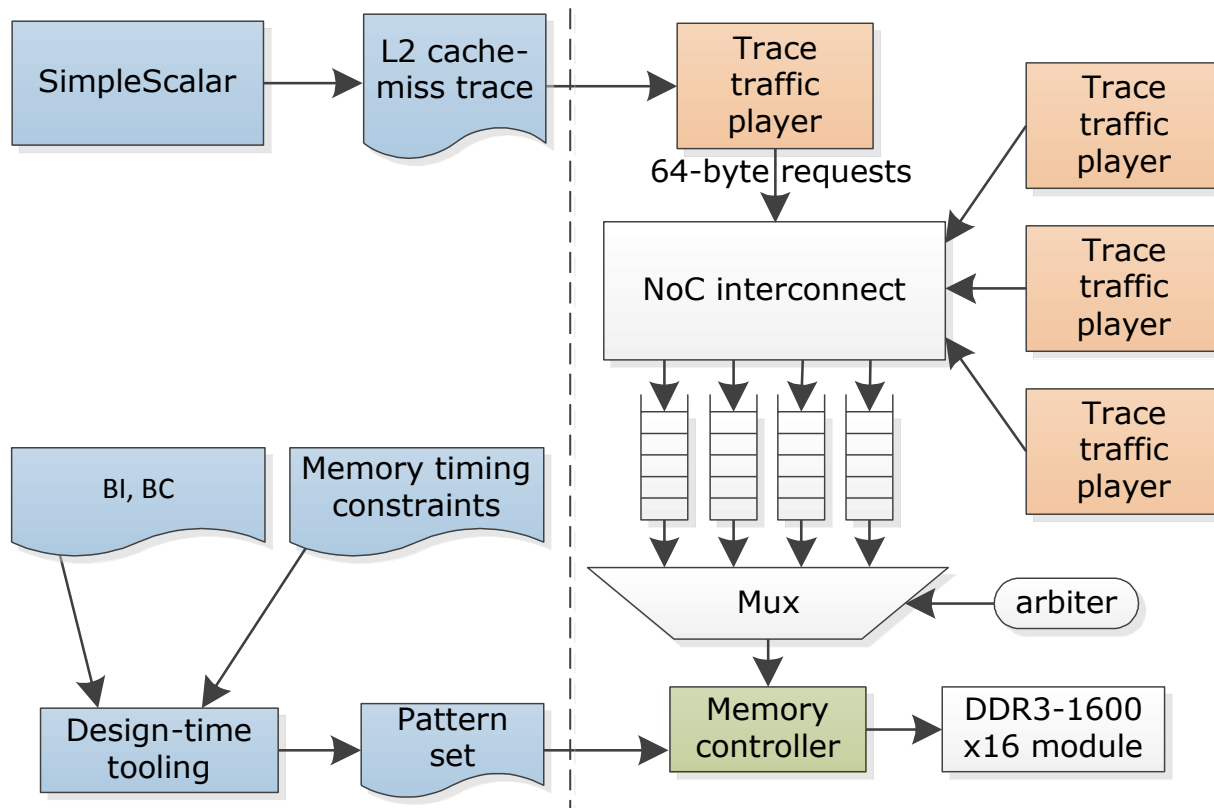 SimpleScalar
L2 cache-
miss trace
Trace
traffic
player
Trace
traffic
player
64-byte requests
NoC interconnect
Trace
traffic
player
Trace
traffic
player
BI, BC
Memory timing
constraints
Mux
arbiter
Design-time
tooling
Pattern
set
Memory
controller
DDR3-1600
x16 module